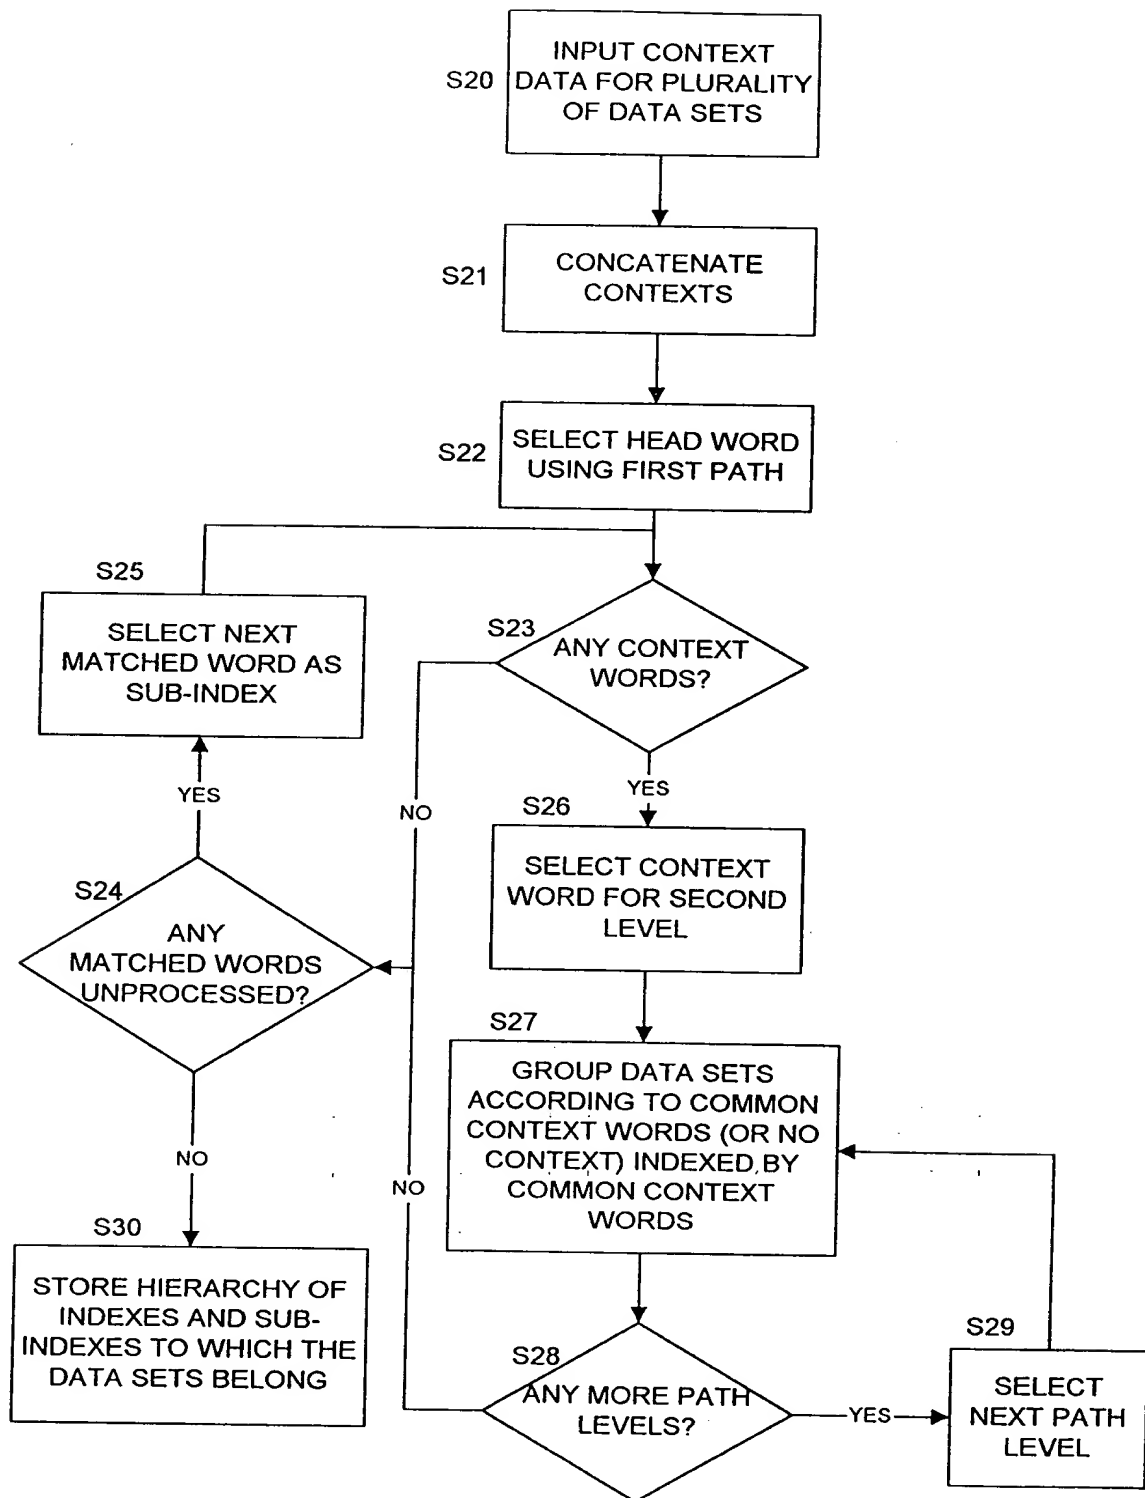 S20
INPUT CONTEXT
DATA FOR PLURALITY
OF DATA SETS
S21
CONCATENATE
CONTEXTS
S22
SELECT HEAD WORD
USING FIRST PATH
S25
SELECT NEXT
MATCHED WORD AS
SUB-INDEX
S23
ANY CONTEXT
WORDS?
YES
NO
YES
S26
SELECT CONTEXT
WORD FOR SECOND
LEVEL
S24
ANY
MATCHED WORDS
UNPROCESSED?
S27
GROUP DATA SETS
ACCORDING TO COMMON
CONTEXT WORDS (OR NO
CONTEXT) INDEXED BY
COMMON CONTEXT
WORDS
NO
NO
S30
STORE HIERARCHY OF
INDEXES AND SUB-
INDEXES TO WHICH THE
DATA SETS BELONG
S28
ANY MORE PATH
LEVELS?
YES
S29
SELECT
NEXT PATH
LEVEL